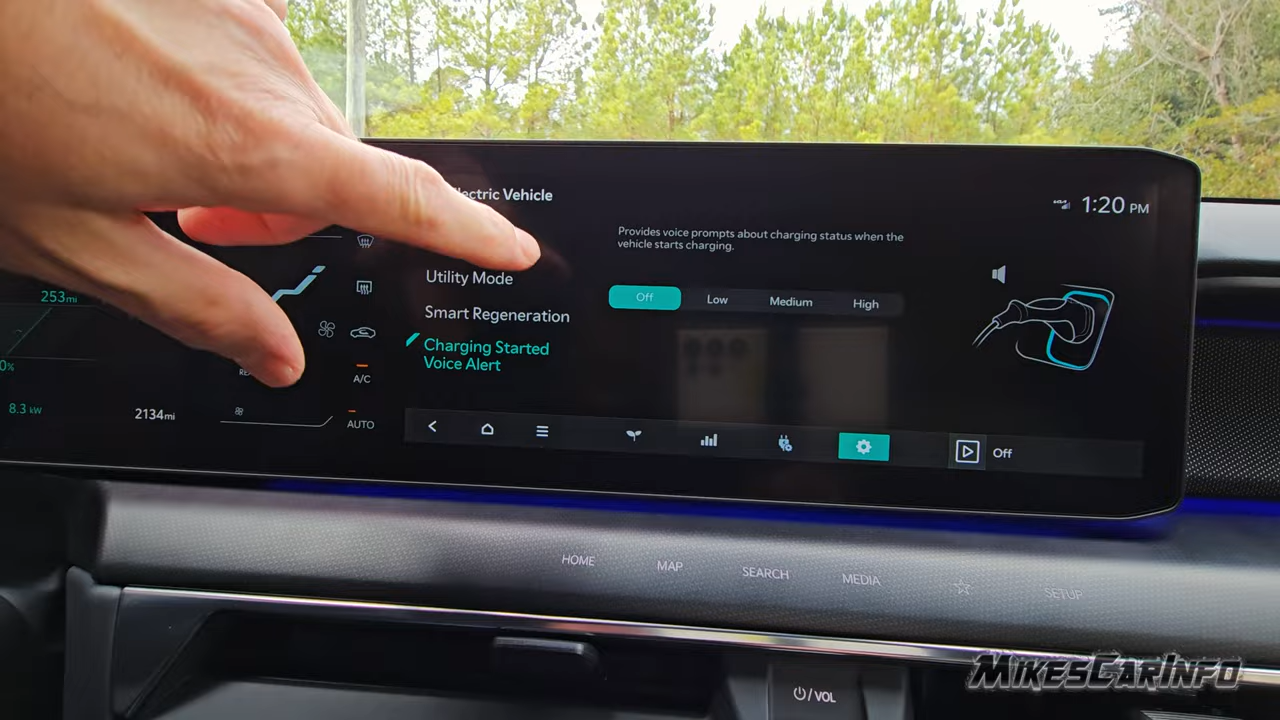 Electric Vehicle
1:20 PM
Provides voice prompts about charging status when the
vehicle starts charging.
Utility Mode
Off Low Medium High
Smart Regeneration
Charging Started
Voice Alert
253mi
0%
8.3 kW
2134mi
A/C
AUTO
Off
HOME MAP SEARCH MEDIA SETUP
⏻/VOL
MIKESCARINFO